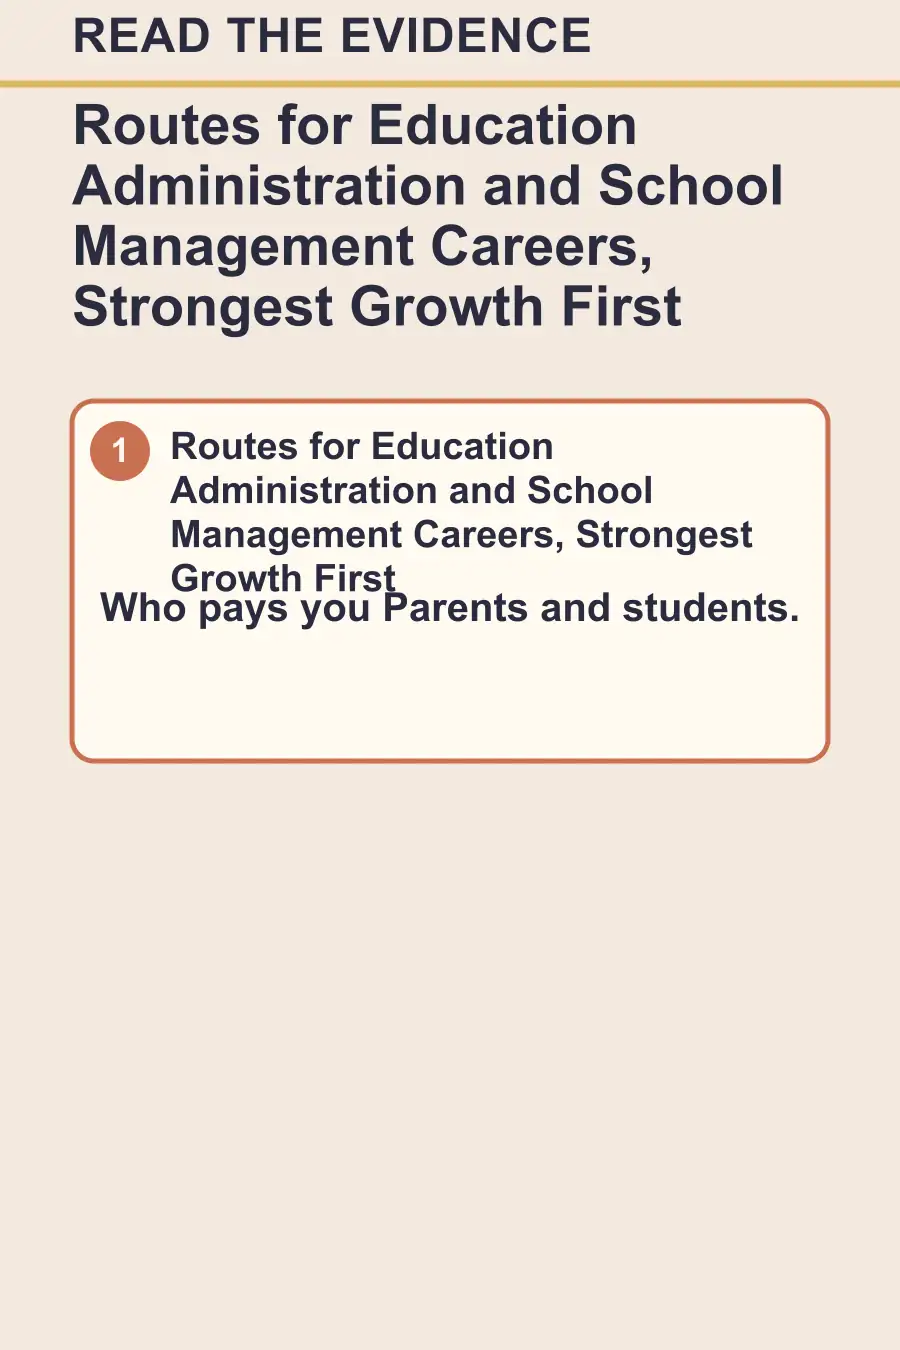 READ THE EVIDENCE
Routes for Education
Administration and School
Management Careers,
Strongest Growth First
1
Routes for Education
Administration and School
Management Careers, Strongest
Growth First
Who pays you Parents and students.